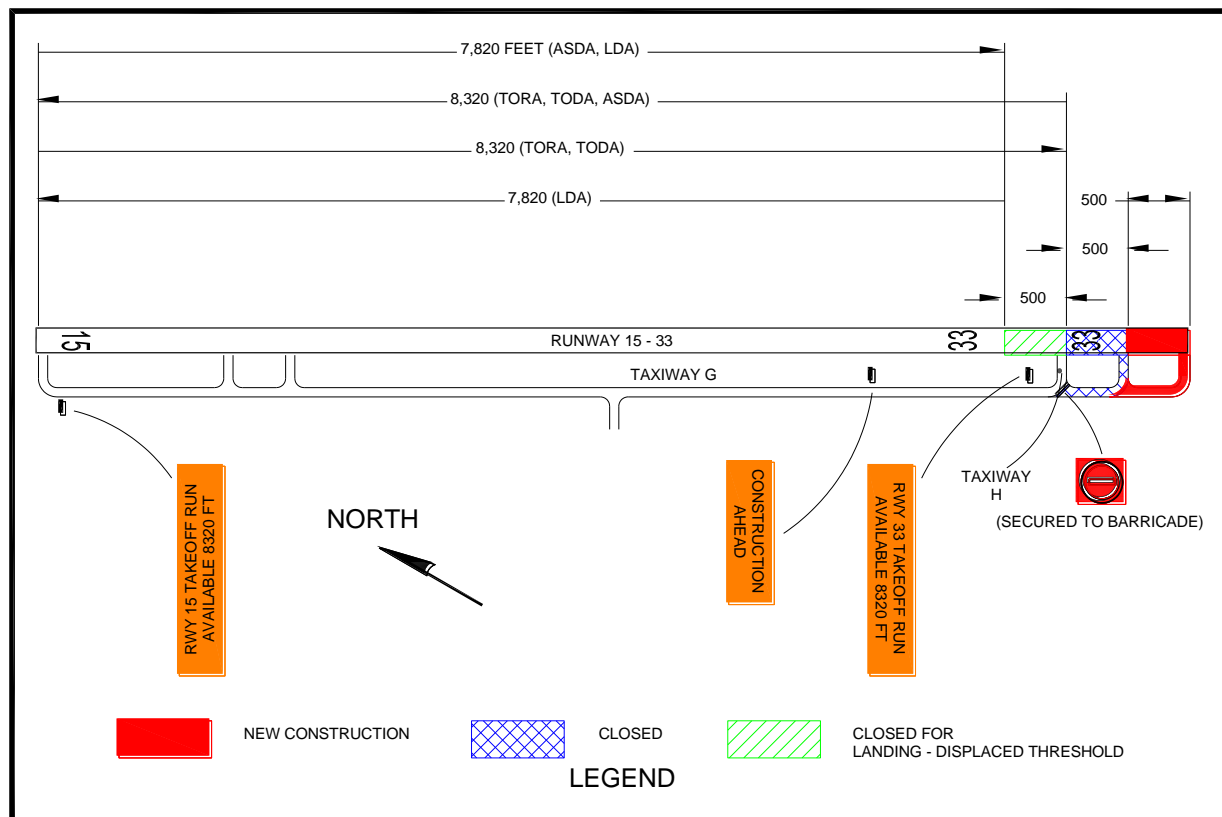 7,820 FEET (ASDA, LDA)
8,320 (TORA, TODA, ASDA)
8,320 (TORA, TODA)
7,820 (LDA)
500
500
500
15
RUNWAY 15 - 33
33
33
TAXIWAY G
RWY 15 TAKEOFF RUN
AVAILABLE 8320 FT
NORTH
CONSTRUCTION
AHEAD
RWY 33 TAKEOFF RUN
AVAILABLE 8320 FT
TAXIWAY
H
(SECURED TO BARRICADE)
NEW CONSTRUCTION
CLOSED
CLOSED FOR
LANDING - DISPLACED THRESHOLD
LEGEND